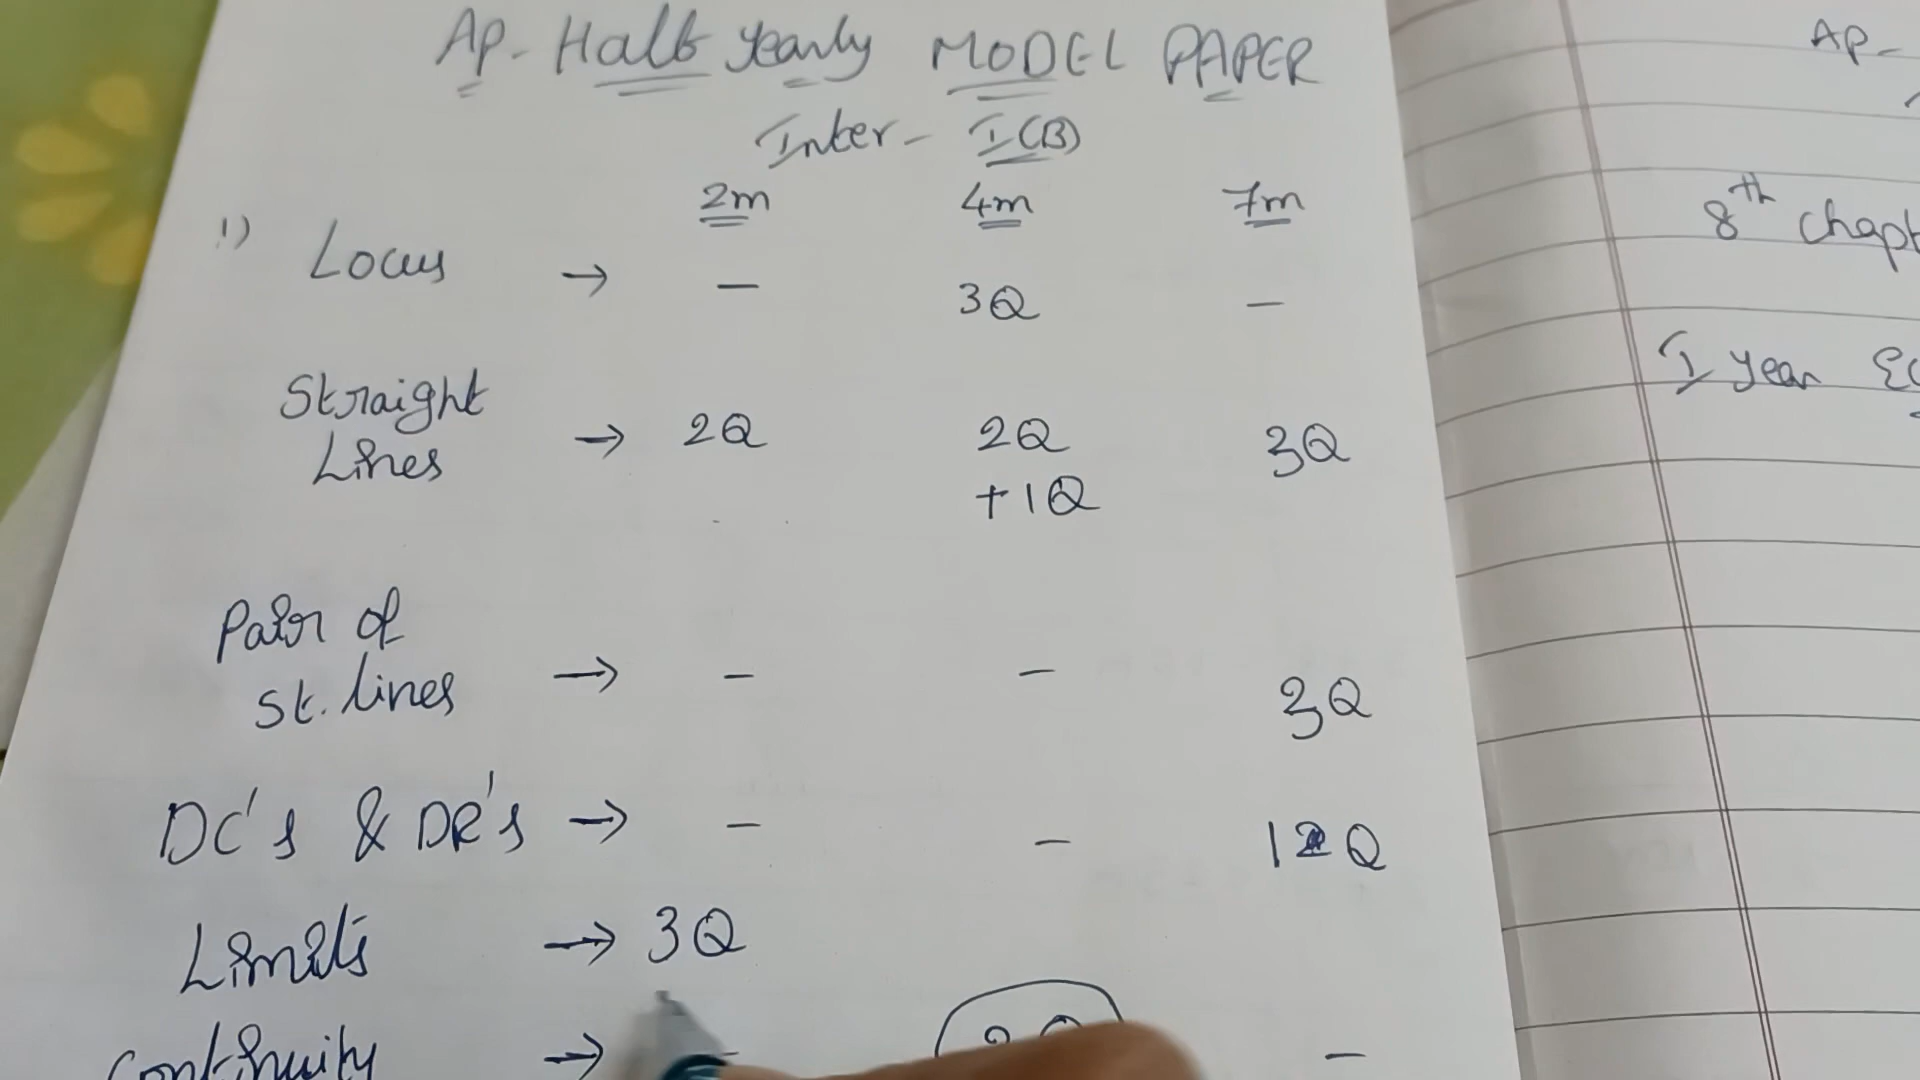 AP- Half yearly MODEL PAPER
Inter- I(B)
2m 4m 7m
1) Locus → - 3Q -
Straight
Lines → 2Q 2Q 3Q
+1Q
Pair of
St. lines → - - 3Q
DC's & DR's → - - 1 Q
Limits → 3Q
Continuity → - -
AP-
8th chapt
I year